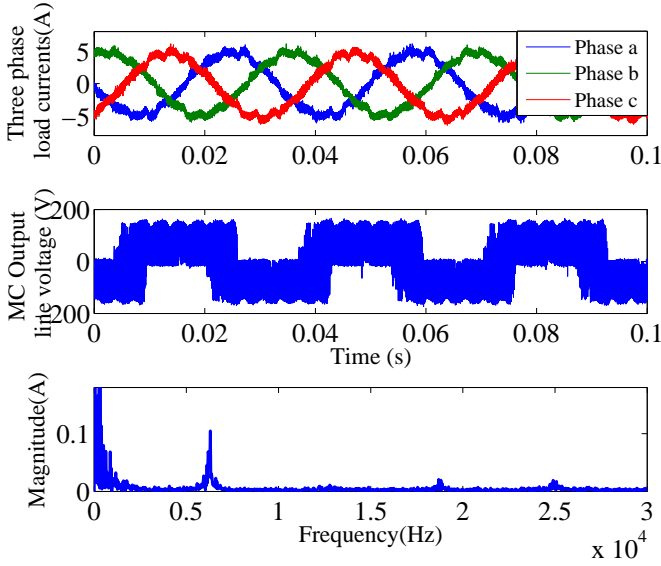 Three phase
load currents(A)
5
0
−5
0
0.02
0.04
0.06
0.08
0.1
Phase a
Phase b
Phase c
MC Output
line voltage (V)
200
0
200
0
0.02
0.04
0.06
0.08
0.1
Time (s)
Magnitude(A)
0.1
0
0
0.5
1
1.5
2
2.5
3
Frequency(Hz)
x 10^4